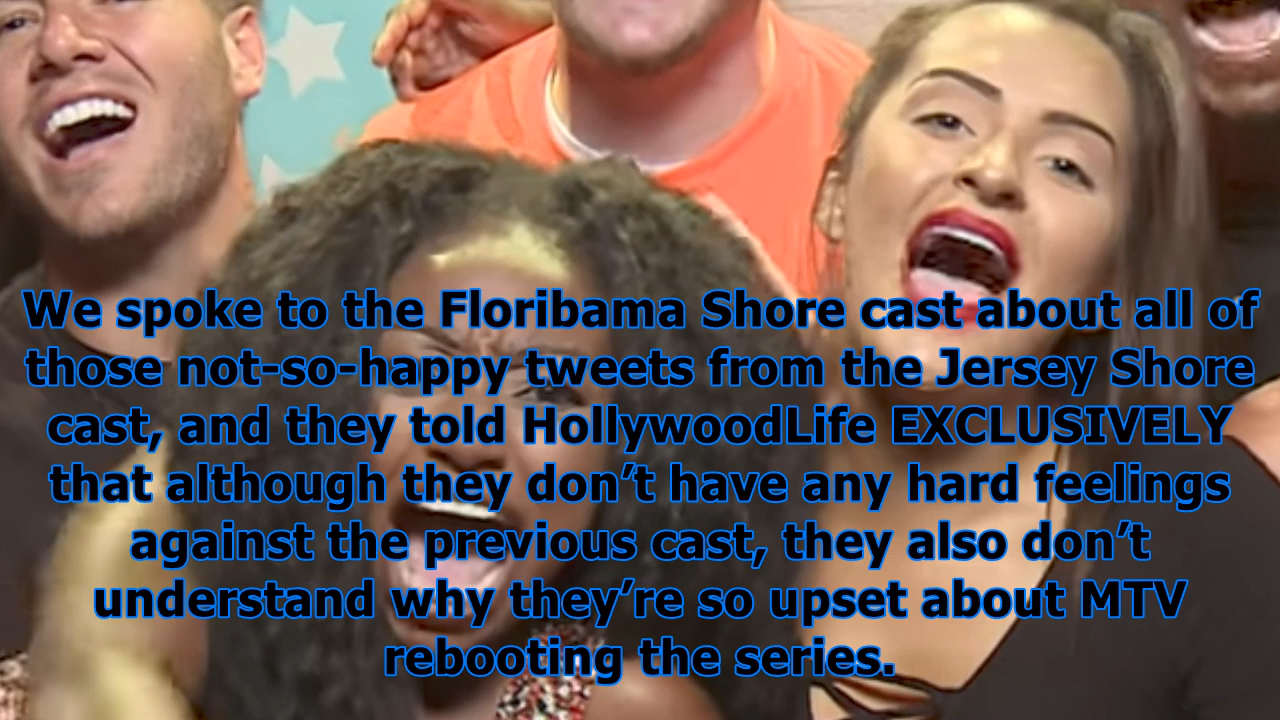 We spoke to the Floribama Shore cast about all of
those not-so-happy tweets from the Jersey Shore
cast, and they told HollywoodLife EXCLUSIVELY
that although they don’t have any hard feelings
against the previous cast, they also don’t
understand why they’re so upset about MTV
rebooting the series.